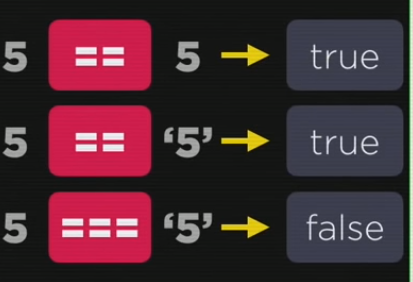 5 == 5 → true
5 == ‘5’ → true
5 === ‘5’ → false